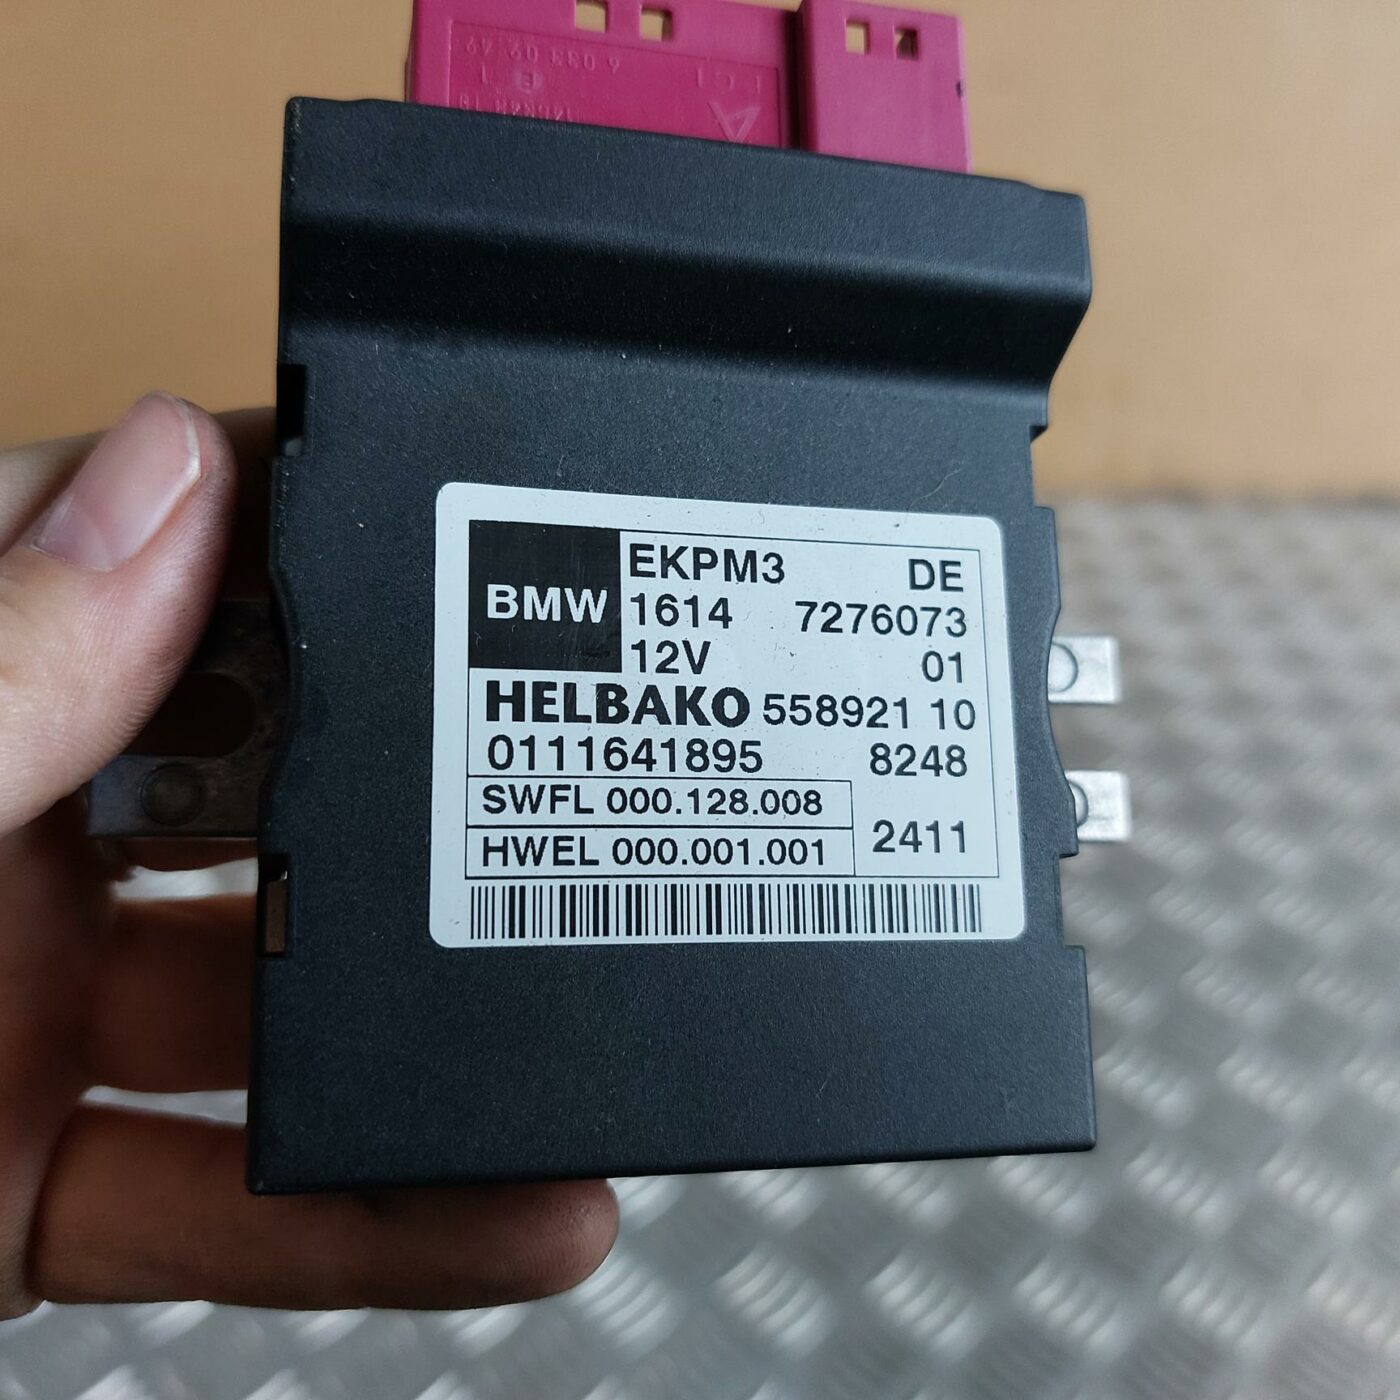 EKPM3 DE
BMW 1614 7276073
12V 01
HELBAKO 558921 10
0111641895 8248
SWFL 000.128.008
HWEL 000.001.001
2411